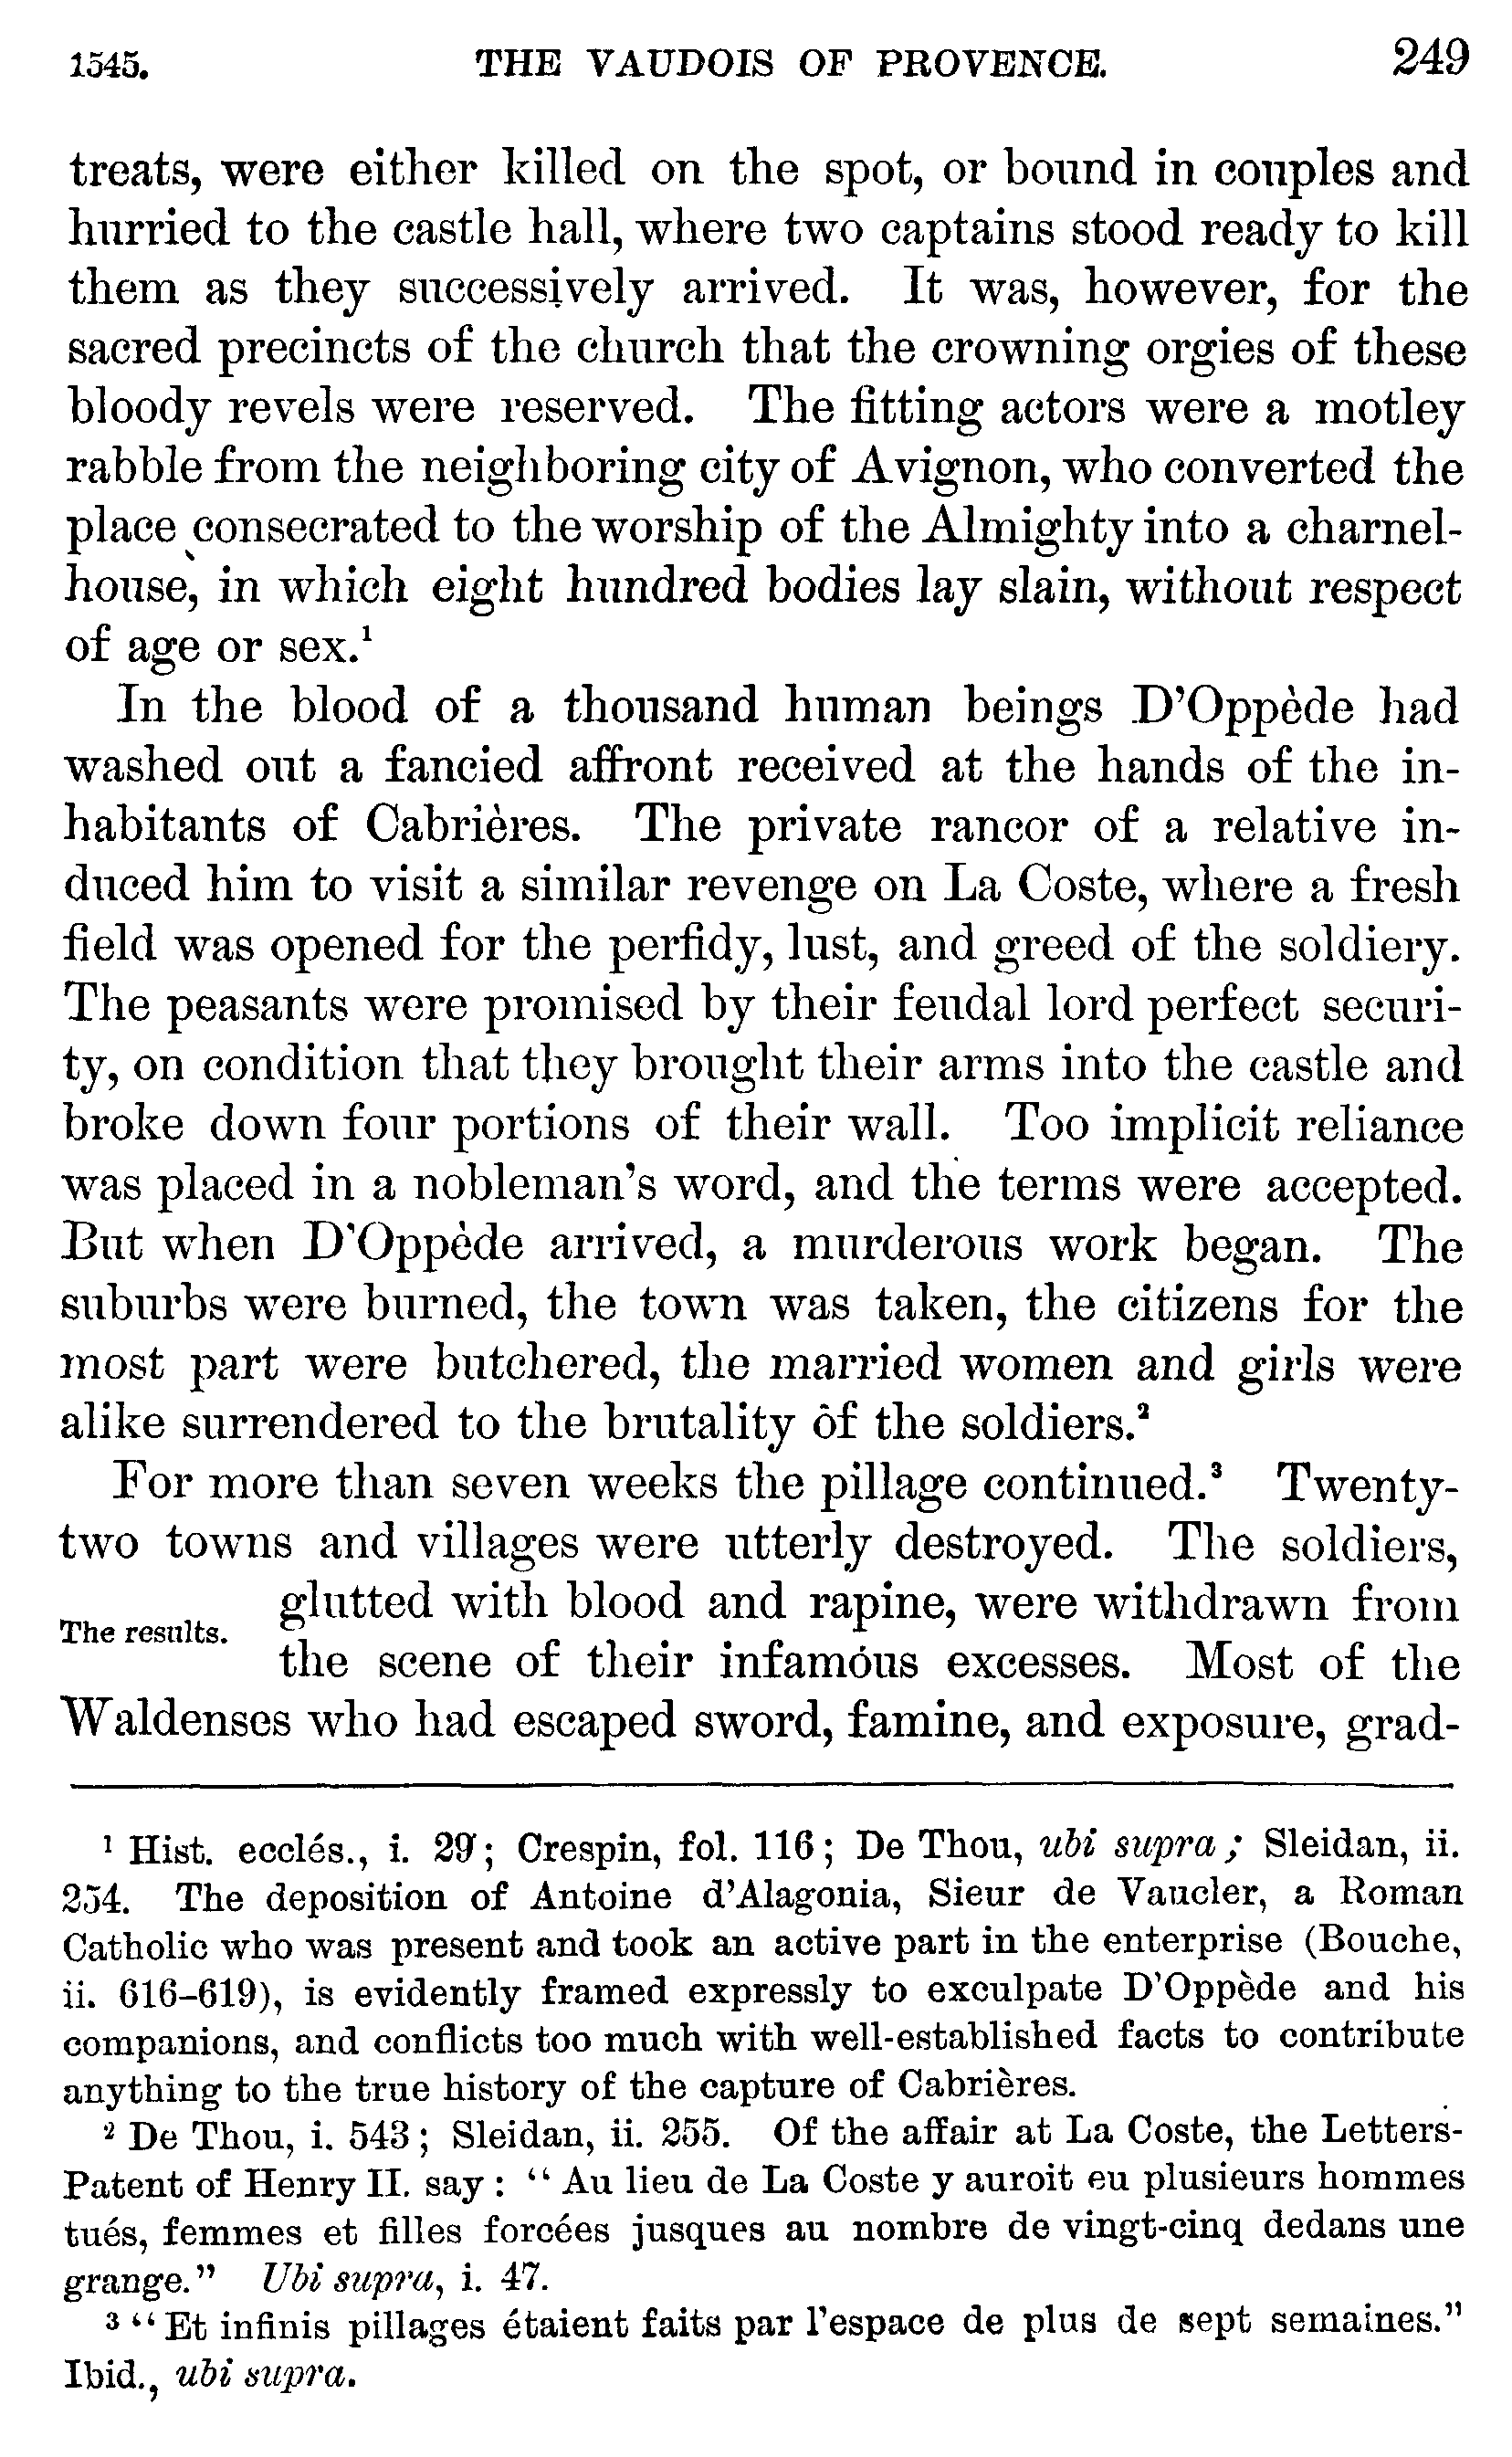 1545. THE VAUDOIS OF PROVENCE. 249
treats, were either killed on the spot, or bound in couples and
hurried to the castle hall, where two captains stood ready to kill
them as they successively arrived. It was, however, for the
sacred precincts of the church that the crowning orgies of these
bloody revels were reserved. The fitting actors were a motley
rabble from the neighboring city of Avignon, who converted the
place consecrated to the worship of the Almighty into a charnel-
house, in which eight hundred bodies lay slain, without respect
of age or sex.¹
In the blood of a thousand human beings D'Oppède had
washed out a fancied affront received at the hands of the in-
habitants of Cabrières. The private rancor of a relative in-
duced him to visit a similar revenge on La Coste, where a fresh
field was opened for the perfidy, lust, and greed of the soldiery.
The peasants were promised by their feudal lord perfect securi-
ty, on condition that they brought their arms into the castle and
broke down four portions of their wall. Too implicit reliance
was placed in a nobleman's word, and the terms were accepted.
But when D'Oppède arrived, a murderous work began. The
suburbs were burned, the town was taken, the citizens for the
most part were butchered, the married women and girls were
alike surrendered to the brutality of the soldiers.²
For more than seven weeks the pillage continued.³ Twenty-
two towns and villages were utterly destroyed. The soldiers,
The results.
glutted with blood and rapine, were withdrawn from
the scene of their infamous excesses. Most of the
Waldenses who had escaped sword, famine, and exposure, grad-
¹ Hist. ecclés., i. 29; Crespin, fol. 116; De Thou, ubi supra; Sleidan, ii.
254. The deposition of Antoine d'Alagonia, Sieur de Vaucler, a Roman
Catholic who was present and took an active part in the enterprise (Bouche,
ii. 616–619), is evidently framed expressly to exculpate D'Oppède and his
companions, and conflicts too much with well-established facts to contribute
anything to the true history of the capture of Cabrières.
² De Thou, i. 543; Sleidan, ii. 255. Of the affair at La Coste, the Letters-
Patent of Henry II. say: "Au lieu de La Coste y auroit eu plusieurs hommes
tués, femmes et filles forcées jusques au nombre de vingt-cinq dedans une
grange." Ubi supra, i. 47.
³ "Et infinis pillages étaient faits par l'espace de plus de sept semaines."
Ibid., ubi supra.